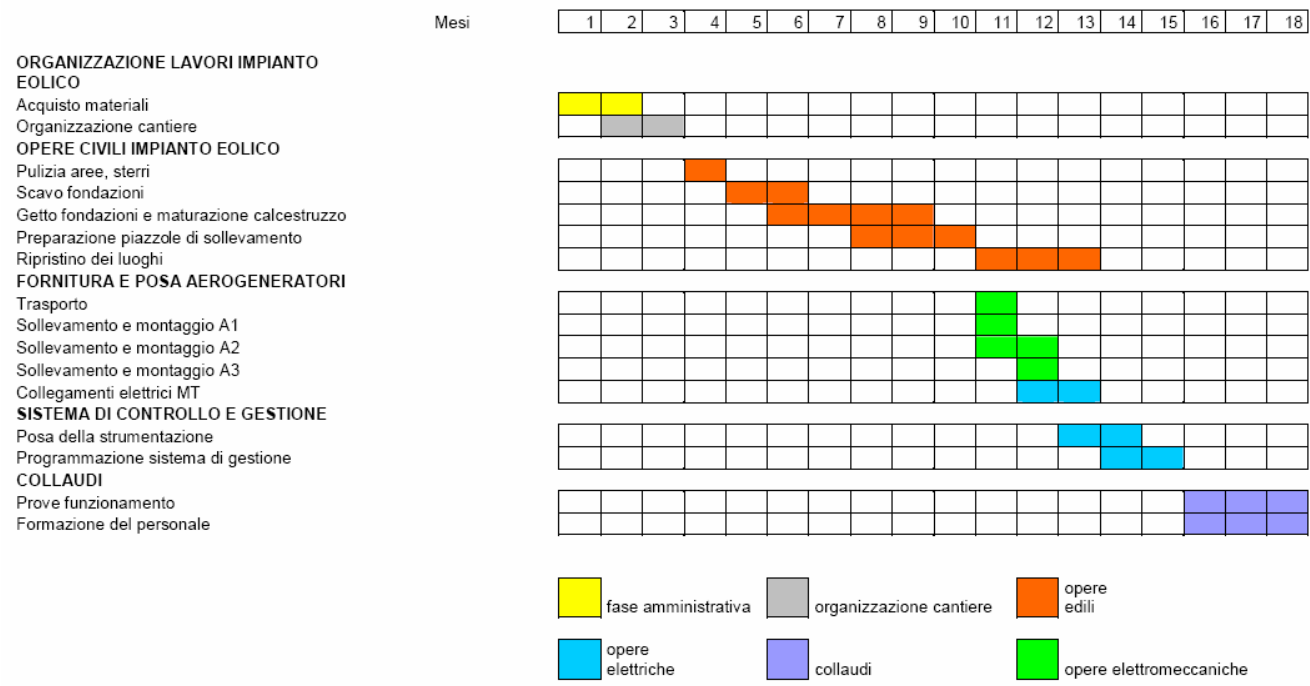 Mesi 1 2 3 4 5 6 7 8 9 10 11 12 13 14 15 16 17 18
ORGANIZZAZIONE LAVORI IMPIANTO
EOLICO
Acquisto materiali
Organizzazione cantiere
OPERE CIVILI IMPIANTO EOLICO
Pulizia aree, sterri
Scavo fondazioni
Getto fondazioni e maturazione calcestruzzo
Preparazione piazzole di sollevamento
Ripristino dei luoghi
FORNITURA E POSA AEROGENERATORI
Trasporto
Sollevamento e montaggio A1
Sollevamento e montaggio A2
Sollevamento e montaggio A3
Collegamenti elettrici MT
SISTEMA DI CONTROLLO E GESTIONE
Posa della strumentazione
Programmazione sistema di gestione
COLLAUDI
Prove funzionamento
Formazione del personale
fase amministrativa
organizzazione cantiere
opere
edili
opere
elettriche
collaudi
opere elettromeccaniche